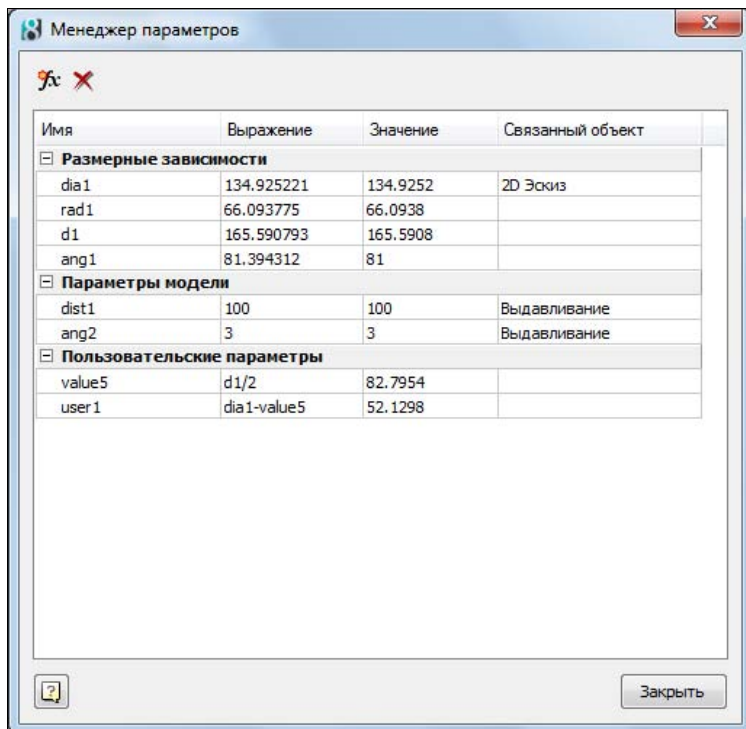 Менеджер параметров
fx
Имя Выражение Значение Связанный объект
Размерные зависимости
dia1 134.925221 134.9252 2D Эскиз
rad1 66.093775 66.0938
d1 165.590793 165.5908
ang1 81.394312 81
Параметры модели
dist1 100 100 Выдавливание
ang2 3 3 Выдавливание
Пользовательские параметры
value5 d1/2 82.7954
user1 dia1-value5 52.1298
? Закрыть